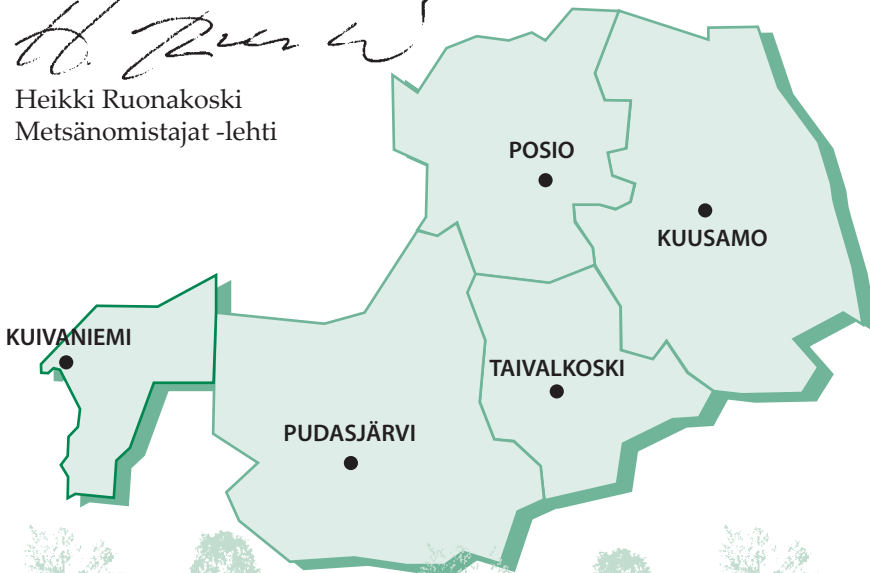 Heikki Ruonakoski
Metsänomistajat -lehti
POSIO
KUUSAMO
KUIVANIEMI
TAIVALKOSKI
PUDASJÄRVI